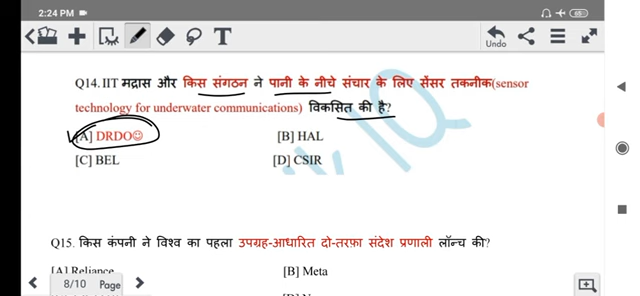 2:24 PM
65
Undo
Q14. IIT मद्रास और किस संगठन ने पानी के नीचे संचार के लिए सेंसर तकनीक(sensor
technology for underwater communications) विकसित की है?
[A] DRDO☺ [B] HAL
[C] BEL [D] CSIR
Q15. किस कंपनी ने विश्व का पहला उपग्रह-आधारित दो-तरफ़ा संदेश प्रणाली लॉन्च की?
[A] Reliance [B] Meta
8/10 Page